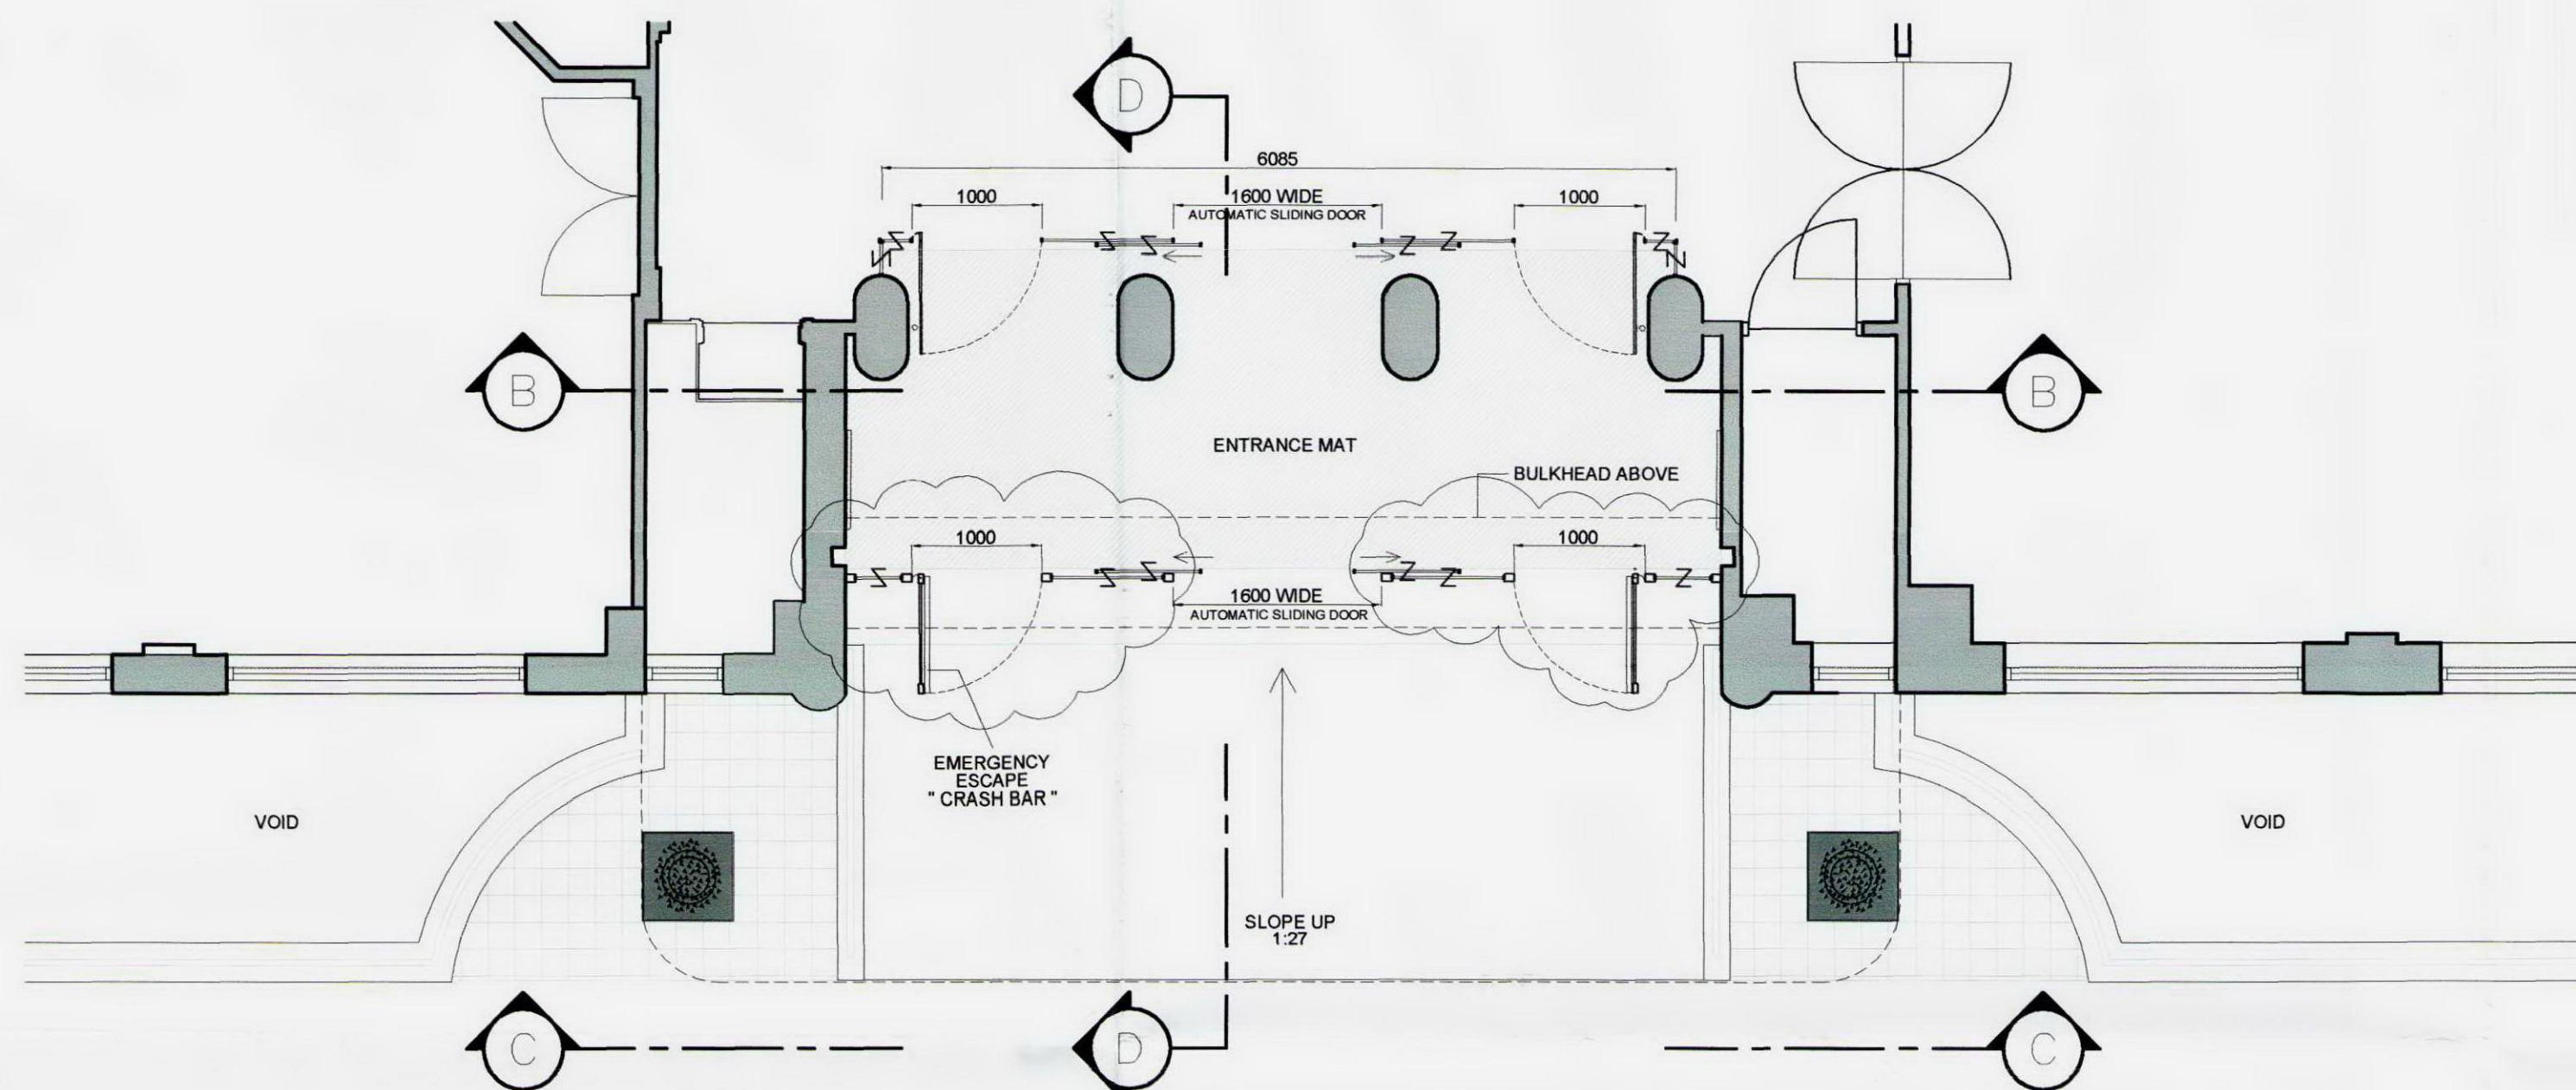 D
6085
1000
1600 WIDE
1000
AUTOMATIC SLIDING DOOR
B
B
ENTRANCE MAT
BULKHEAD ABOVE
1000
1000
1600 WIDE
AUTOMATIC SLIDING DOOR
EMERGENCY
ESCAPE
" CRASH BAR "
VOID
VOID
SLOPE UP
1:27
C
D
C